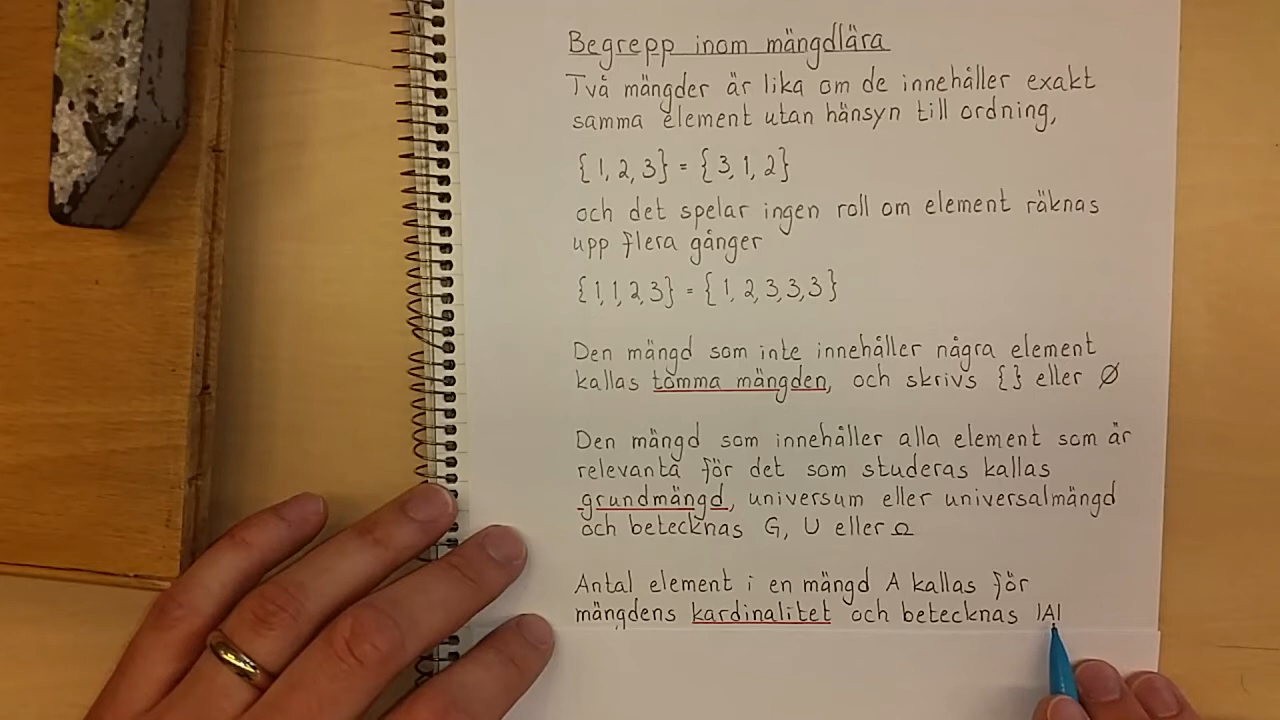 Begrepp inom mängdlära
Två mängder är lika om de innehåller exakt
samma element utan hänsyn till ordning,
{1, 2, 3} = {3, 1, 2}
och det spelar ingen roll om element räknas
upp flera gånger
{1,1,2,3} = {1,2,3,3,3}
Den mängd som inte innehåller några element
kallas tomma mängden, och skrivs {} eller Ø
Den mängd som innehåller alla element som är
relevanta för det som studeras kallas
grundmängd, universum eller universalmängd
och betecknas G, U eller Ω
Antal element i en mängd A kallas för
mängdens kardinalitet och betecknas |A|